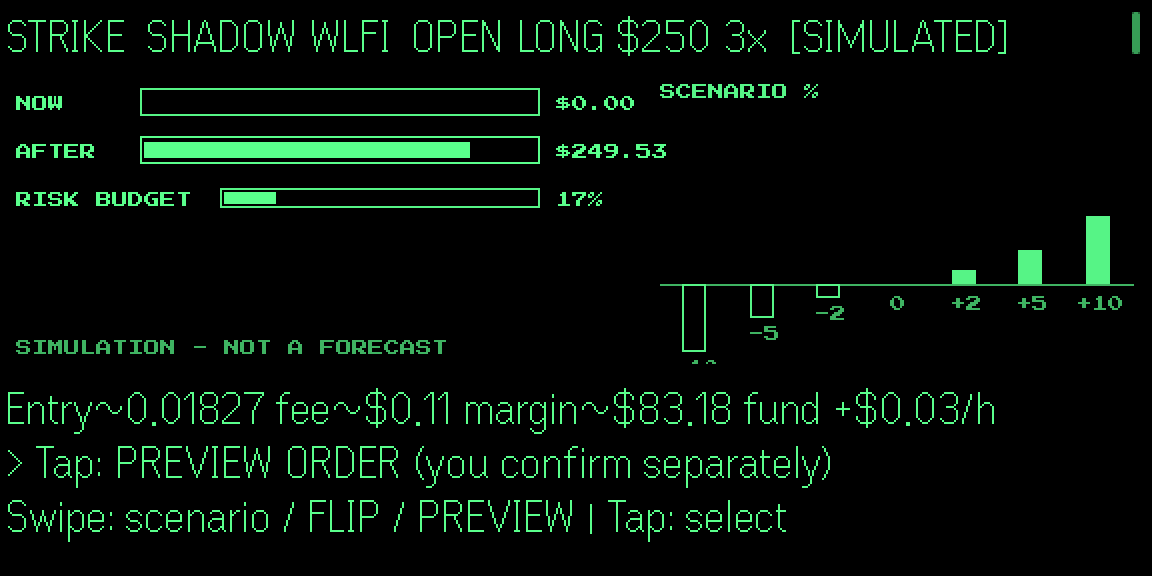 STRIKE SHADOW WLFI OPEN LONG $250 3x [SIMULATED]
NOW $0.00
AFTER $249.53
RISK BUDGET 17%
SCENARIO %
-5 -2 0 +2 +5 +10
SIMULATION - NOT A FORECAST
Entry~0.01827 fee~$0.11 margin~$83.18 fund +$0.03/h
> Tap: PREVIEW ORDER (you confirm separately)
Swipe: scenario / FLIP / PREVIEW | Tap: select